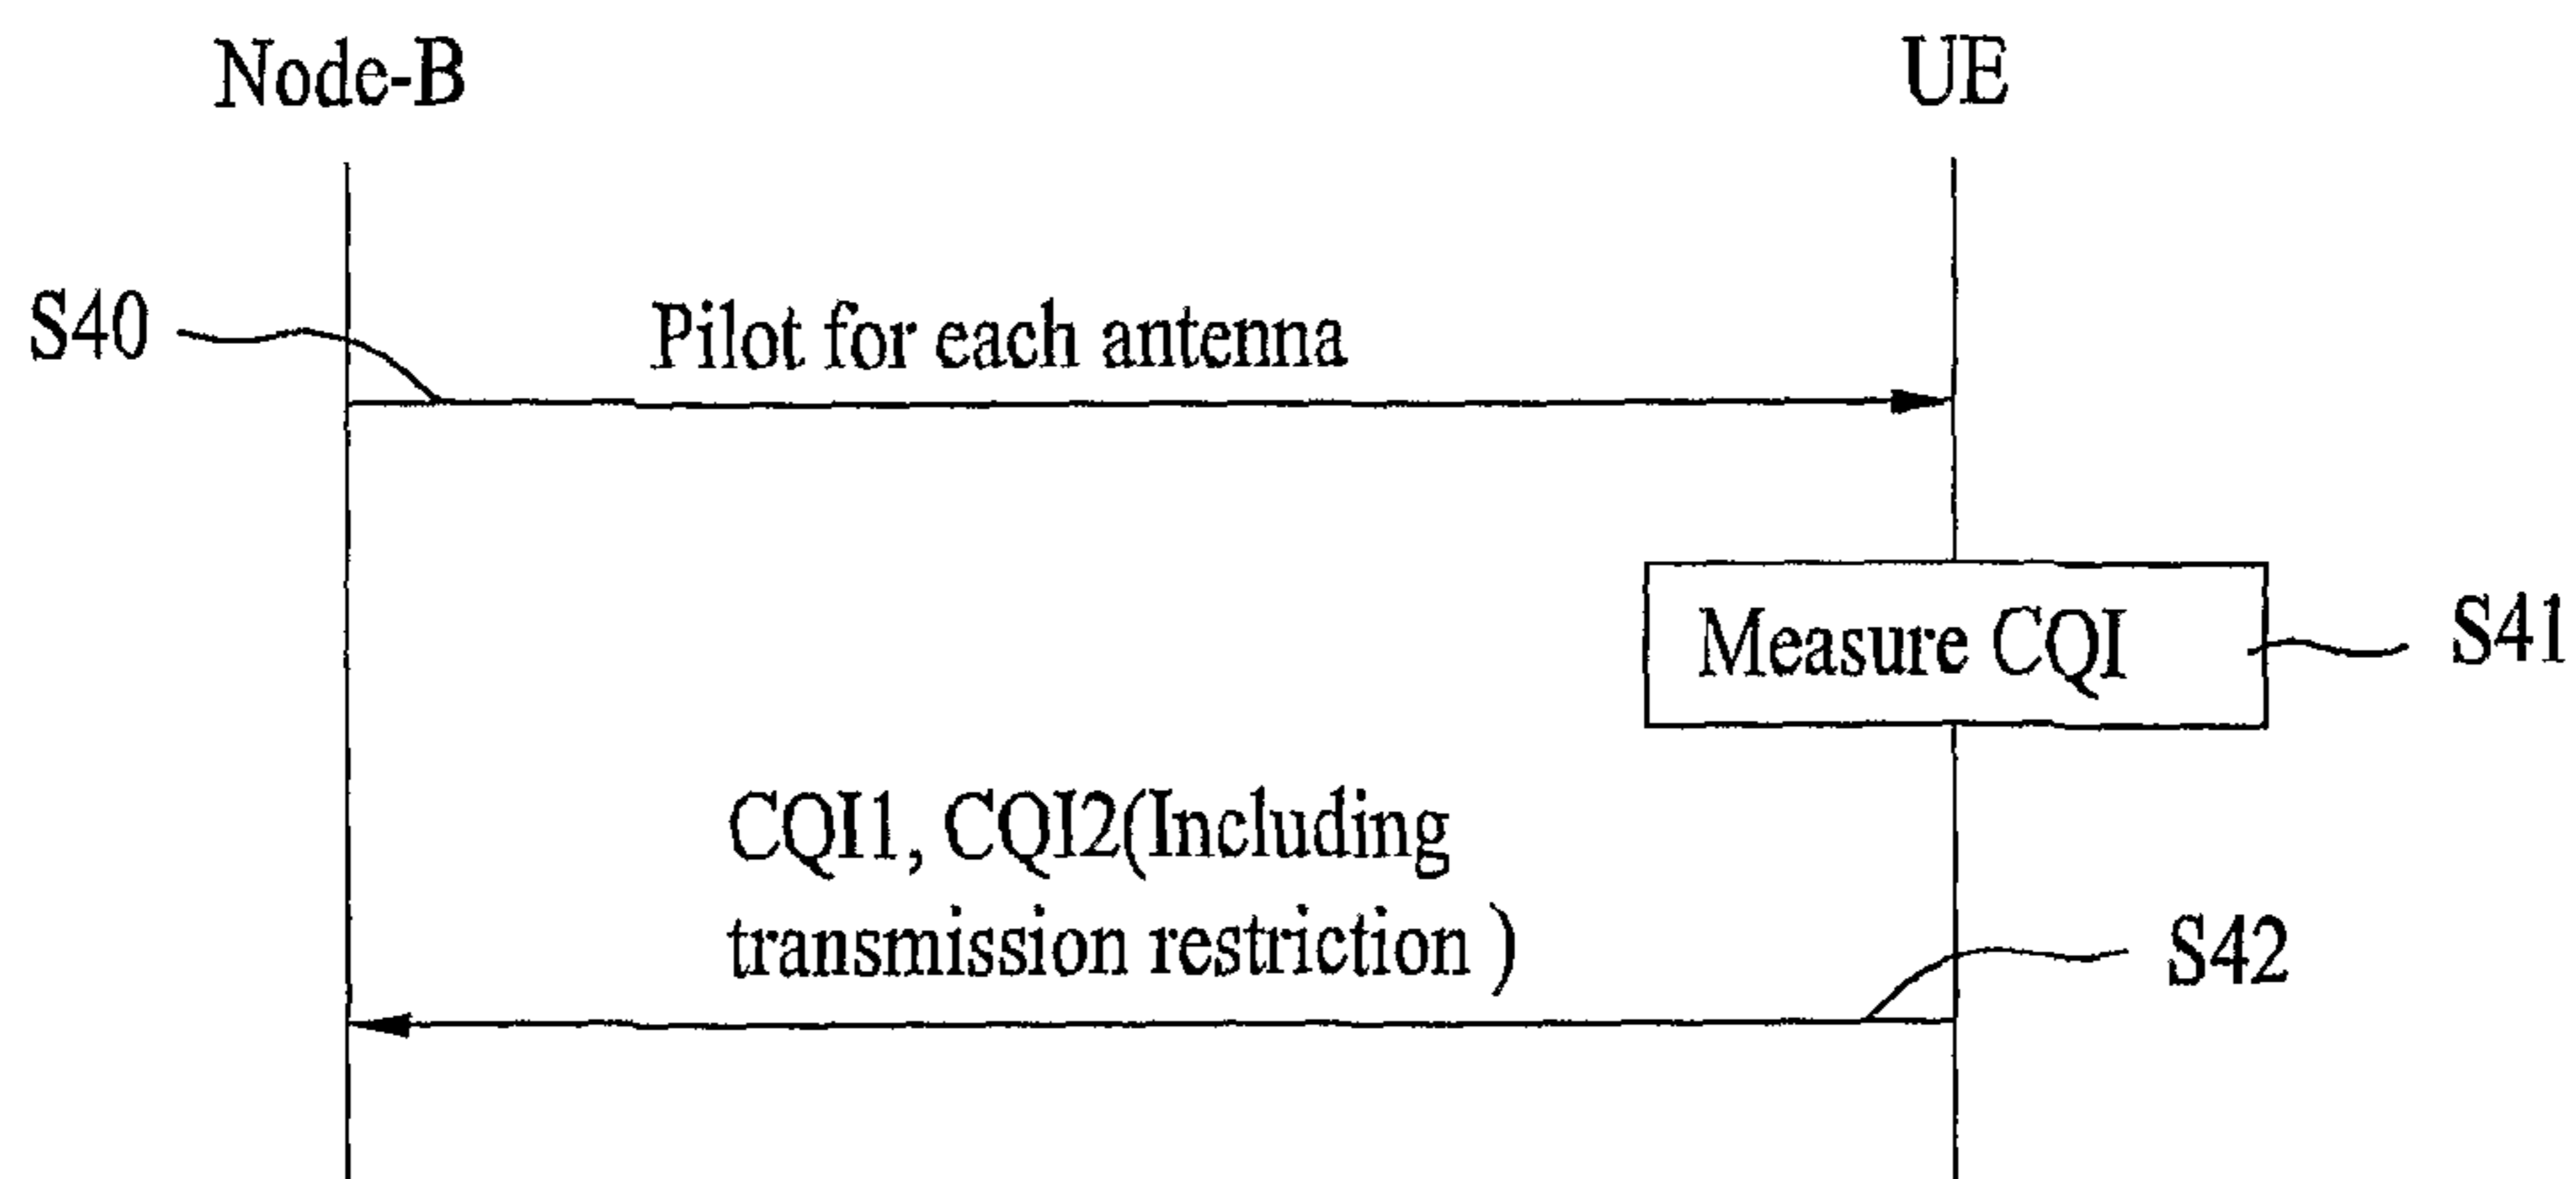 Node-B
UE
S40
Pilot for each antenna
Measure CQI
S41
CQI1, CQI2(Including
transmission restriction )
S42